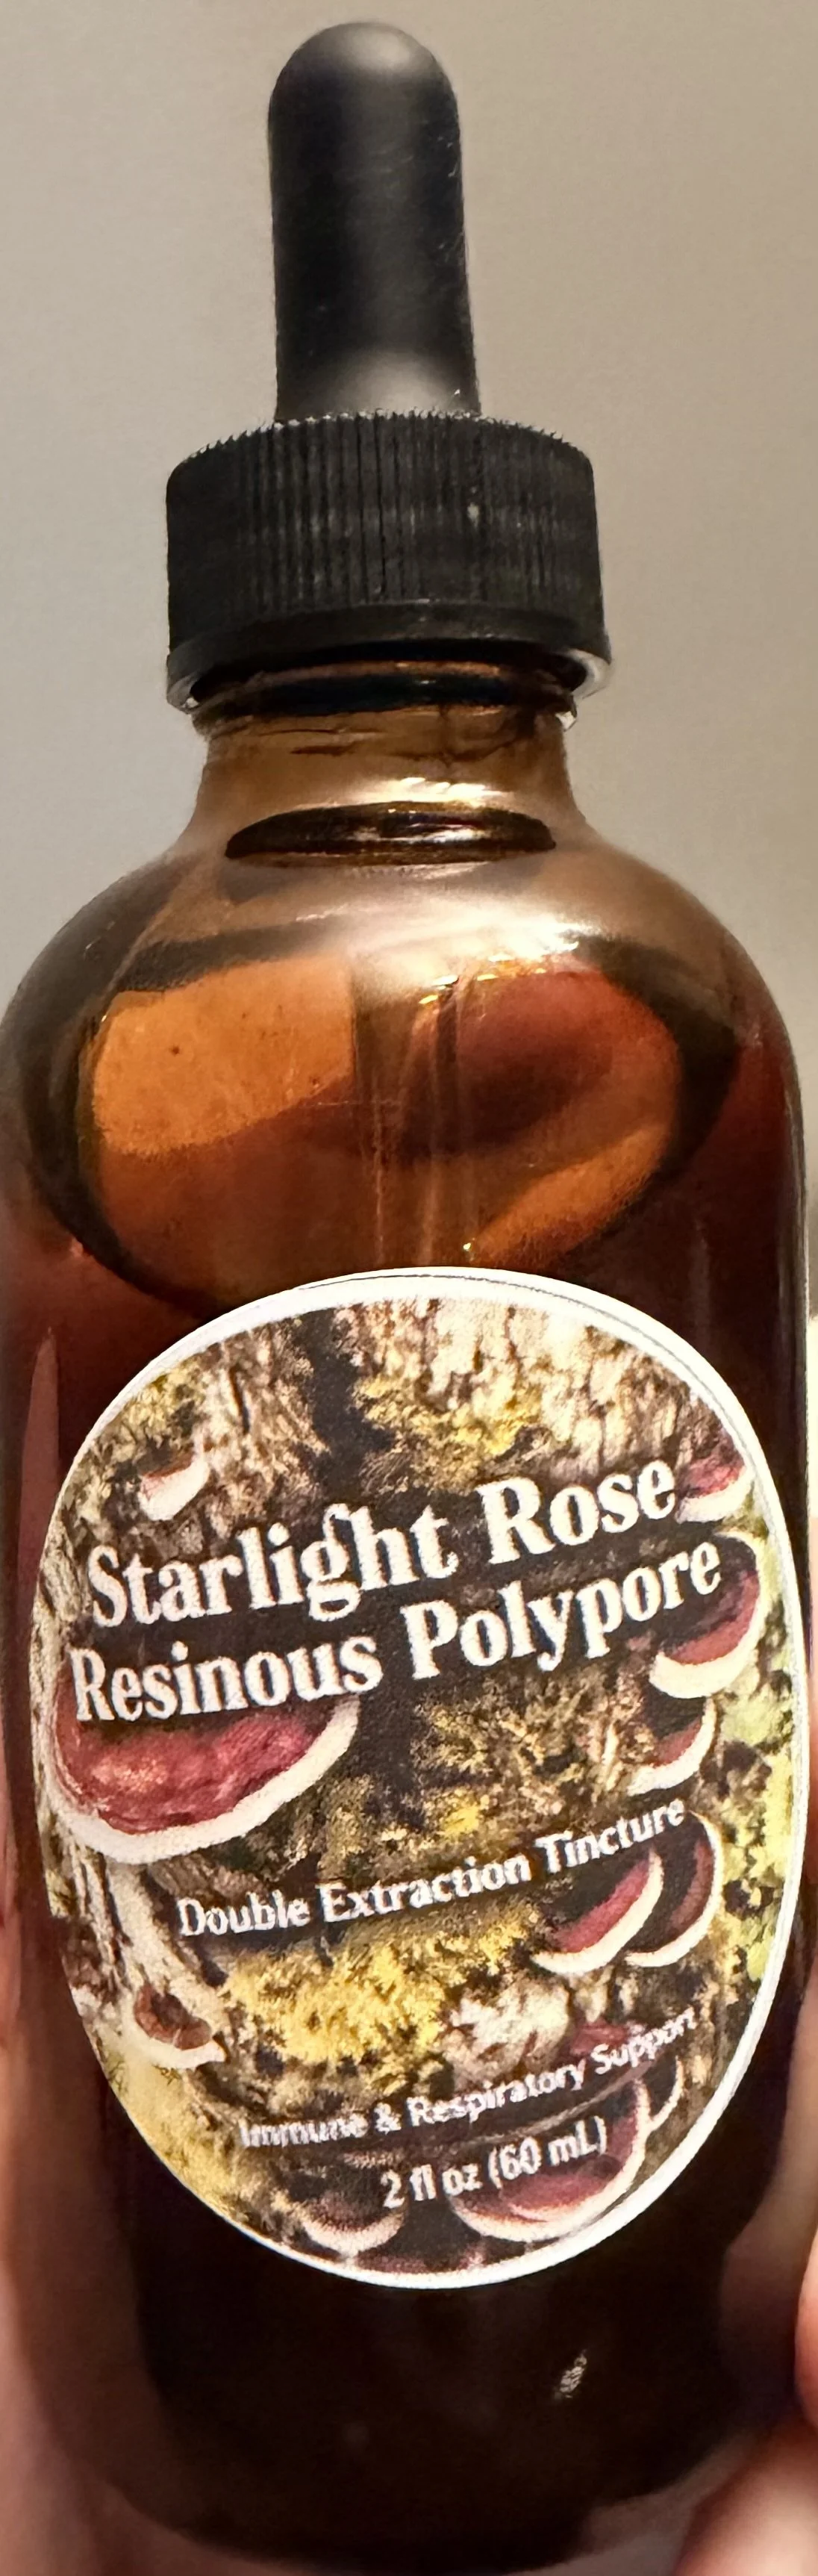 Starlight Rose
Resinous Polypore
Double Extraction Tincture
Immune & Respiratory Support
2 fl oz (60 mL)